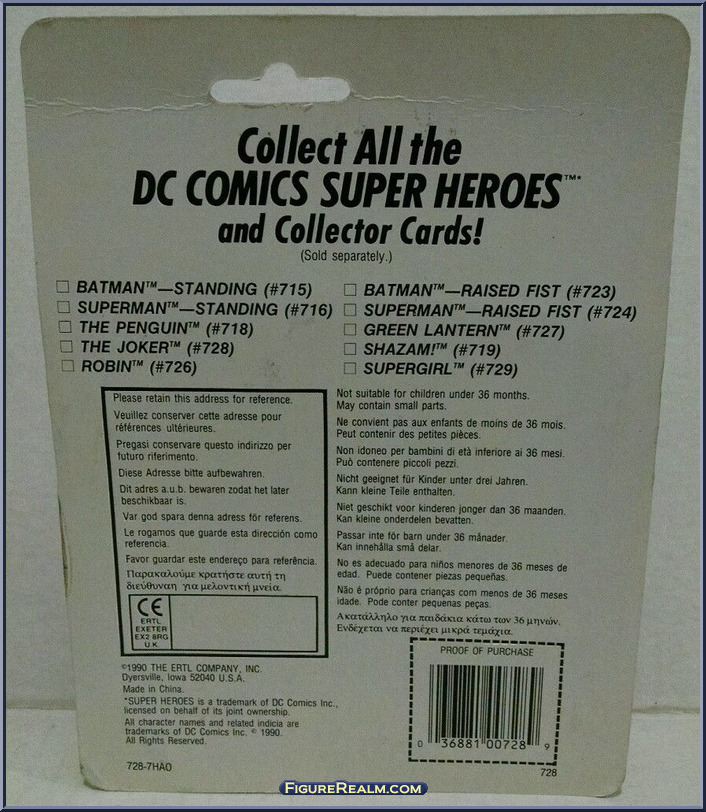 Collect All the
DC COMICS SUPER HEROES™*
and Collector Cards!
(Sold separately.)
☐ BATMAN™—STANDING (#715)
☐ SUPERMAN™—STANDING (#716)
☐ THE PENGUIN™ (#718)
☐ THE JOKER™ (#728)
☐ ROBIN™ (#726)
☐ BATMAN™—RAISED FIST (#723)
☐ SUPERMAN™—RAISED FIST (#724)
☐ GREEN LANTERN™ (#727)
☐ SHAZAM!™ (#719)
☐ SUPERGIRL™ (#729)
Please retain this address for reference.
Veuillez conserver cette adresse pour
références ultérieures.
Pregasi conservare questo indirizzo per
futuro riferimento.
Diese Adresse bitte aufbewahren.
Dit adres a.u.b. bewaren zodat het later
beschikbaar is.
Var god spara denna adress för referens.
Le rogamos que guarde esta dirección como
referencia.
Favor guardar este endereço para referência.
Παρακαλούμε κρατήστε αυτή τη
διεύθυναη για μελοντική μνεία.
CE
ERTL
EXETER
EX2 8RG
U.K.
Not suitable for children under 36 months.
May contain small parts.
Ne convient pas aux enfants de moins de 36 mois.
Peut contenir des petites pièces.
Non idoneo per bambini di età inferiore ai 36 mesi.
Può contenere piccoli pezzi.
Nicht geeignet für Kinder unter drei Jahren.
Kann kleine Teile enthalten.
Niet geschikt voor kinderen jonger dan 36 maanden.
Kan kleine onderdelen bevatten.
Passar inte för barn under 36 månader.
Kan innehålla små delar.
No es adecuado para niños menores de 36 meses de
edad. Puede contener piezas pequeñas.
Não é próprio para crianças com menos de 36 meses
idade. Pode conter pequenas peças.
Ακατάλληλο για παιδάκια κάτω των 36 μηνών.
Ενδέχεται να περιέχει μικρά τεμάχια.
©1990 THE ERTL COMPANY, INC.
Dyersville, Iowa 52040 U.S.A.
Made in China.
*SUPER HEROES is a trademark of DC Comics Inc.,
licensed on behalf of its joint ownership.
All character names and related indicia are
trademarks of DC Comics Inc. © 1990.
All Rights Reserved.
728-7HAO
PROOF OF PURCHASE
0 36881 00728 9
728
FIGUREREALM.COM